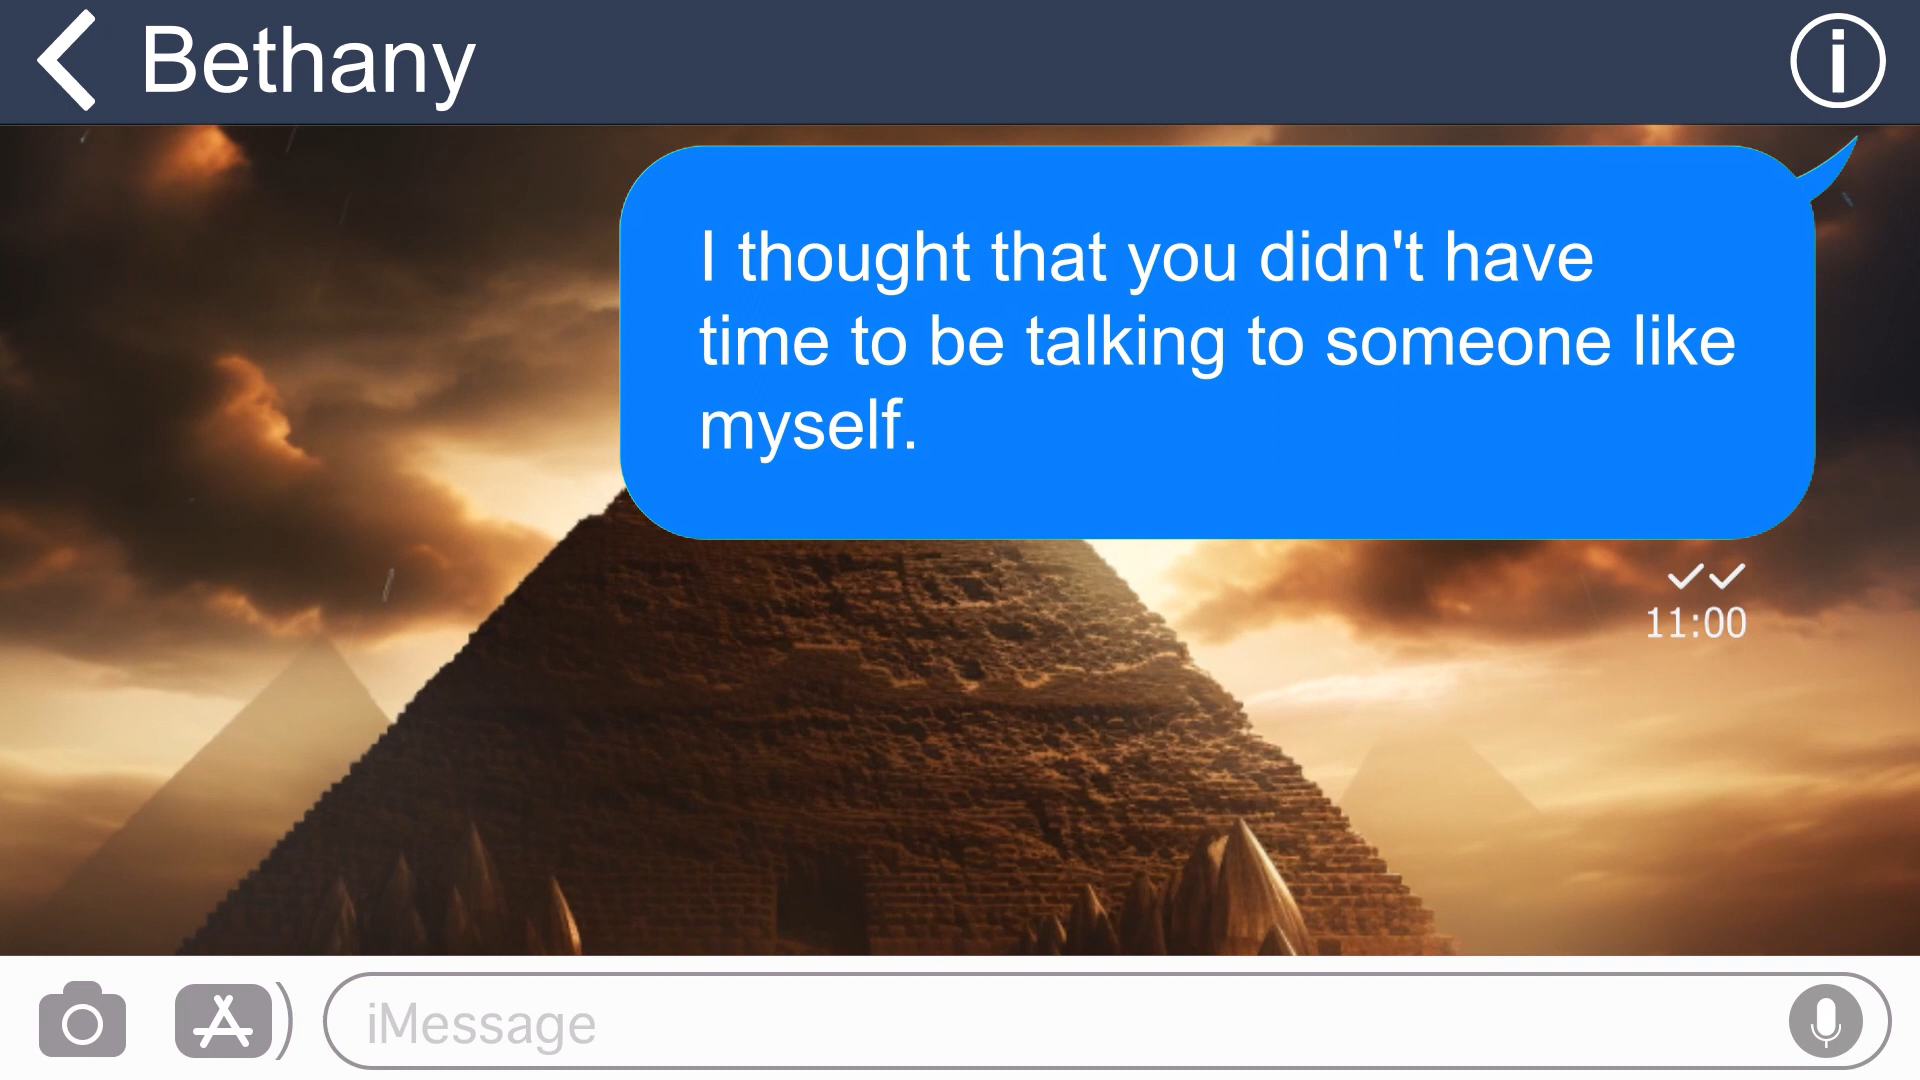 Bethany
I thought that you didn't have
time to be talking to someone like
myself.
11:00
iMessage